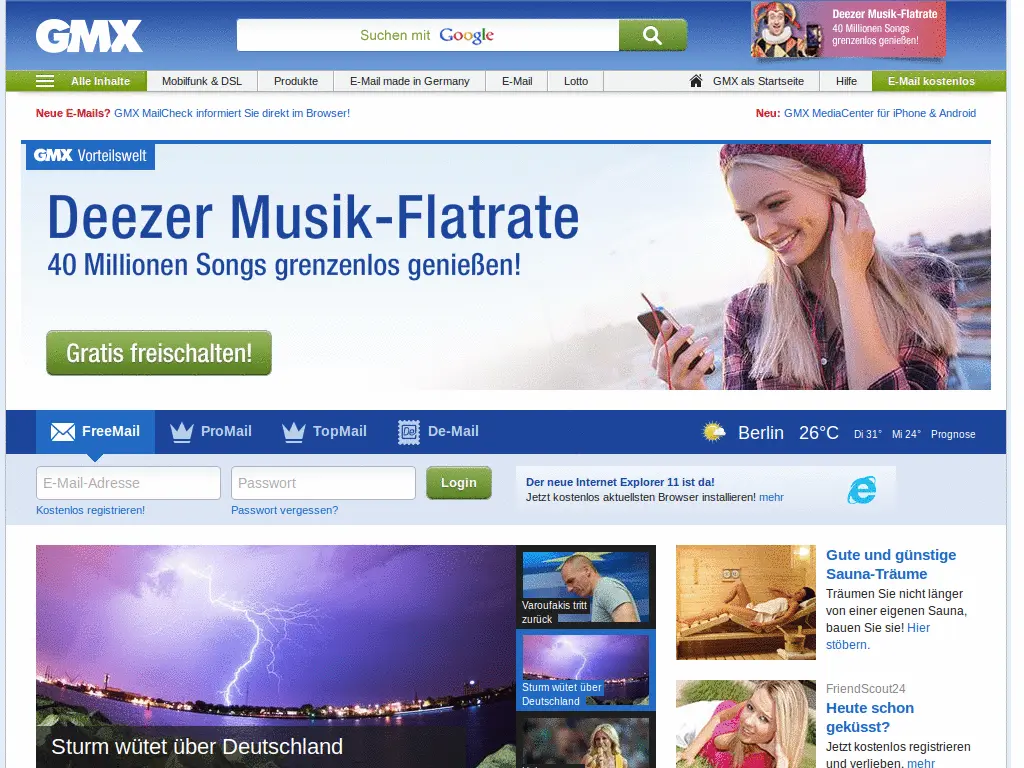 GMX
Suchen mit Google
Deezer Musik-Flatrate
40 Millionen Songs
grenzenlos genießen!
Alle Inhalte
Mobilfunk & DSL
Produkte
E-Mail made in Germany
E-Mail
Lotto
GMX als Startseite
Hilfe
E-Mail kostenlos
Neue E-Mails? GMX MailCheck informiert Sie direkt im Browser!
Neu: GMX MediaCenter für iPhone & Android
GMX Vorteilswelt
Deezer Musik-Flatrate
40 Millionen Songs grenzenlos genießen!
Gratis freischalten!
FreeMail
ProMail
TopMail
De-Mail
Berlin 26°C Di 31° Mi 24° Prognose
E-Mail-Adresse
Passwort
Login
Kostenlos registrieren!
Passwort vergessen?
Der neue Internet Explorer 11 ist da!
Jetzt kostenlos aktuellsten Browser installieren! mehr
Sturm wütet über Deutschland
Varoufakis tritt
zurück
Sturm wütet über
Deutschland
Gute und günstige
Sauna-Träume
Träumen Sie nicht länger
von einer eigenen Sauna,
bauen Sie sie! Hier
stöbern.
FriendScout24
Heute schon
geküsst?
Jetzt kostenlos registrieren
und verlieben. mehr